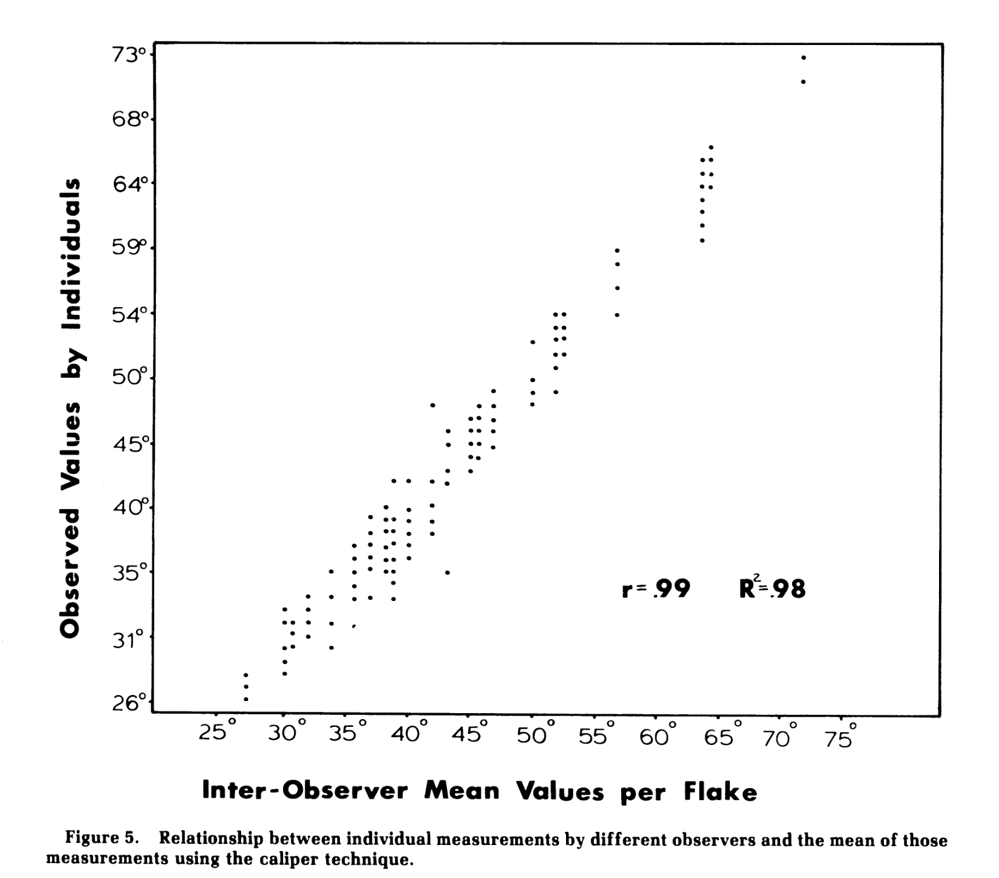 73°
68°
64°
59°
54°
50°
45°
40°
35°
31°
26°
Observed Values by Individuals
r = .99 R²=.98
25° 30° 35° 40° 45° 50° 55° 60° 65° 70° 75°
Inter-Observer Mean Values per Flake
Figure 5. Relationship between individual measurements by different observers and the mean of those
measurements using the caliper technique.